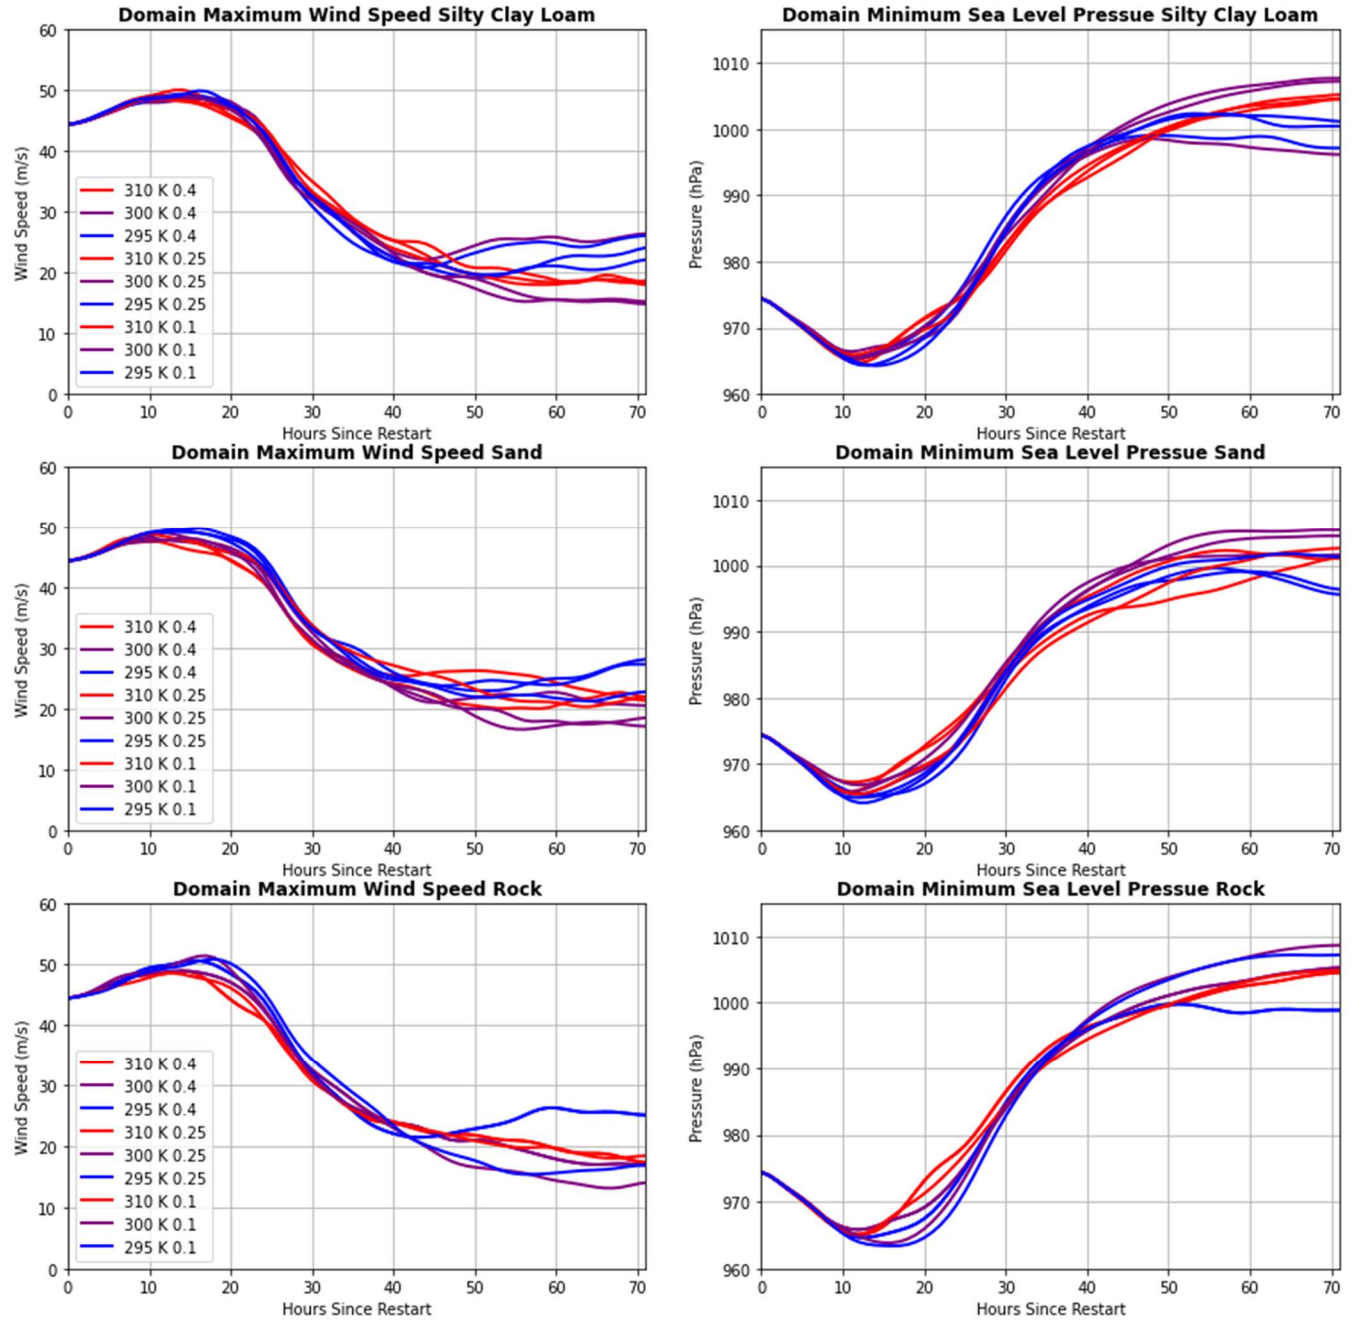 Domain Maximum Wind Speed Silty Clay Loam
Wind Speed (m/s)
60
50
40
30
20
10
0
310 K 0.4
300 K 0.4
295 K 0.4
310 K 0.25
300 K 0.25
295 K 0.25
310 K 0.1
300 K 0.1
295 K 0.1
0 10 20 30 40 50 60 70
Hours Since Restart
Domain Minimum Sea Level Pressue Silty Clay Loam
Pressure (hPa)
1010
1000
990
980
970
960
0 10 20 30 40 50 60 70
Hours Since Restart
Domain Maximum Wind Speed Sand
Wind Speed (m/s)
60
50
40
30
20
10
0
310 K 0.4
300 K 0.4
295 K 0.4
310 K 0.25
300 K 0.25
295 K 0.25
310 K 0.1
300 K 0.1
295 K 0.1
0 10 20 30 40 50 60 70
Hours Since Restart
Domain Minimum Sea Level Pressue Sand
Pressure (hPa)
1010
1000
990
980
970
960
0 10 20 30 40 50 60 70
Hours Since Restart
Domain Maximum Wind Speed Rock
Wind Speed (m/s)
60
50
40
30
20
10
0
310 K 0.4
300 K 0.4
295 K 0.4
310 K 0.25
300 K 0.25
295 K 0.25
310 K 0.1
300 K 0.1
295 K 0.1
0 10 20 30 40 50 60 70
Hours Since Restart
Domain Minimum Sea Level Pressue Rock
Pressure (hPa)
1010
1000
990
980
970
960
0 10 20 30 40 50 60 70
Hours Since Restart